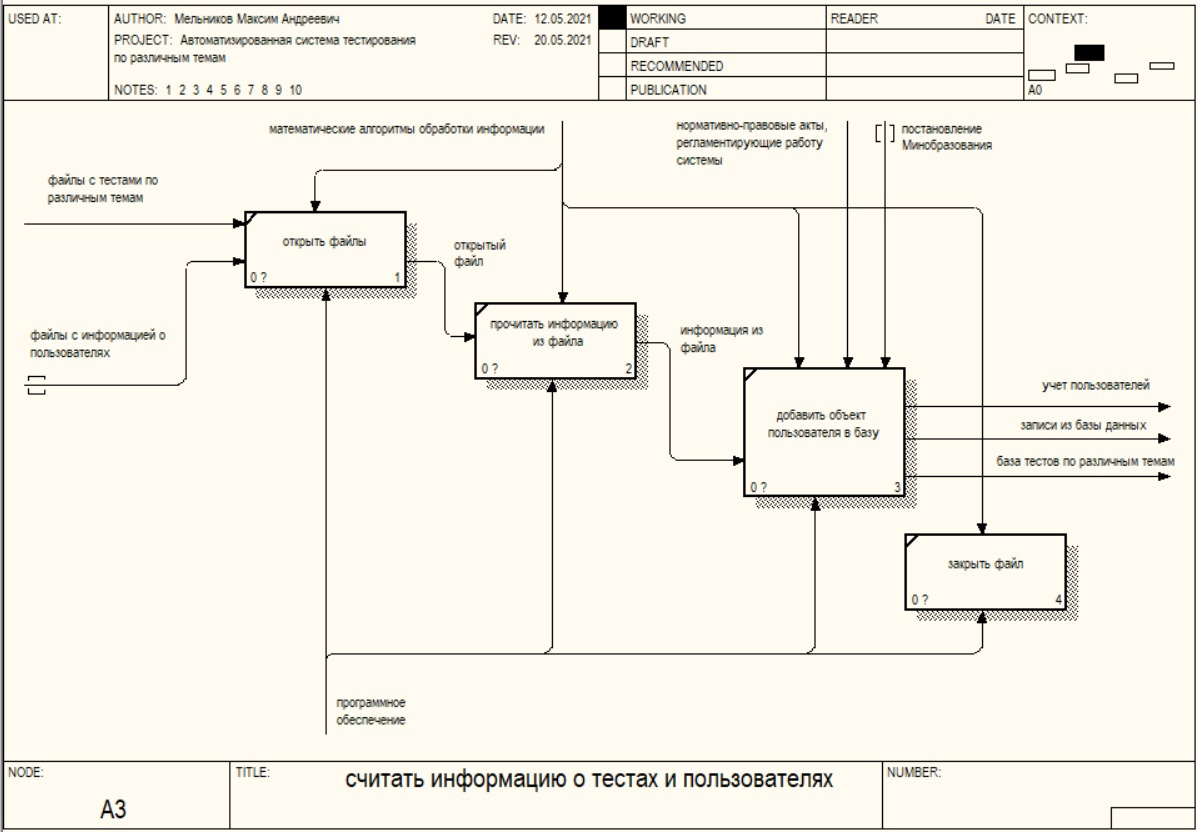 USED AT:
AUTHOR: Мельников Максим Андреевич
DATE: 12.05.2021
PROJECT: Автоматизированная система тестирования
по различным темам
REV: 20.05.2021
NOTES: 1 2 3 4 5 6 7 8 9 10
WORKING
DRAFT
RECOMMENDED
PUBLICATION
READER
DATE
CONTEXT:
A0
математические алгоритмы обработки информации
нормативно-правовые акты,
регламентирующие работу
системы
постановление
Минобразования
файлы с тестами по
различным темам
открыть файлы
0 ?
1
открытый
файл
файлы с информацией о
пользователях
прочитать информацию
из файла
0 ?
2
информация из
файла
добавить объект
пользователя в базу
0 ?
3
учет пользователей
записи из базы данных
база тестов по различным темам
закрыть файл
0 ?
4
программное
обеспечение
NODE:
A3
TITLE:
считать информацию о тестах и пользователях
NUMBER: